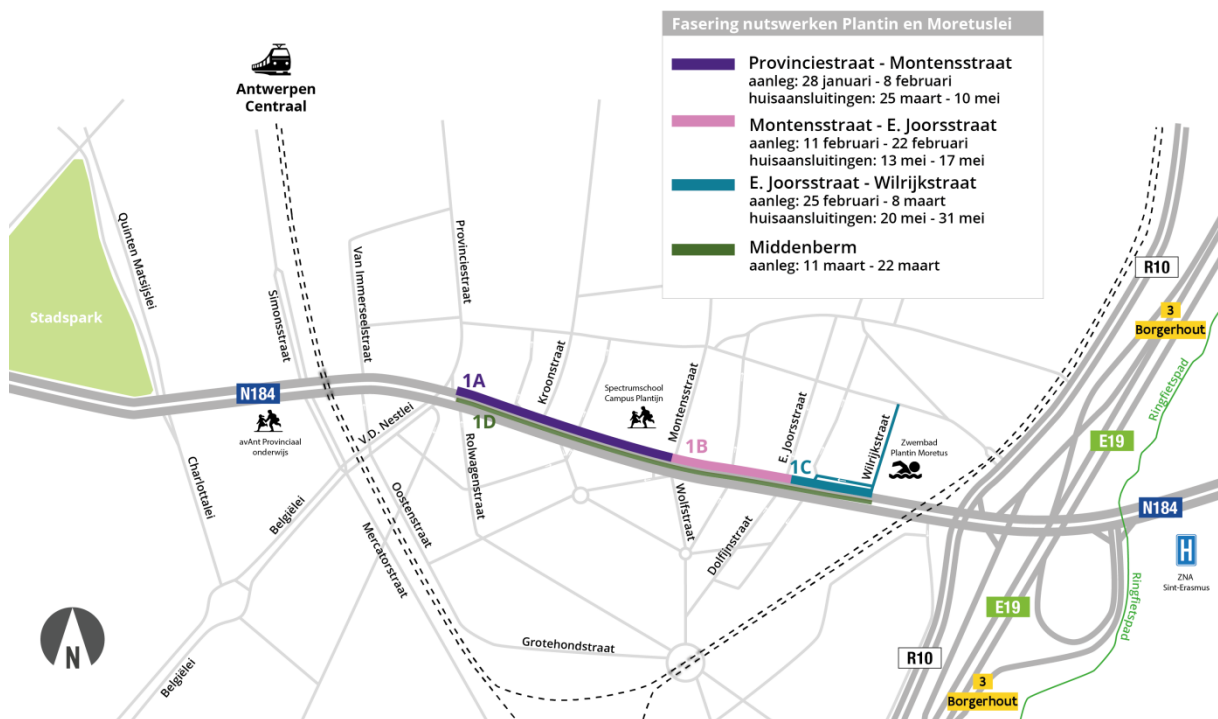 Fasering nutswerken Plantin en Moretuslei
Provinciestraat - Montensstraat
aanleg: 28 januari - 8 februari
huisaansluitingen: 25 maart - 10 mei
Montensstraat - E. Joorsstraat
aanleg: 11 februari - 22 februari
huisaansluitingen: 13 mei - 17 mei
E. Joorsstraat - Wilrijkstraat
aanleg: 25 februari - 8 maart
huisaansluitingen: 20 mei - 31 mei
Middenberm
aanleg: 11 maart - 22 maart
Antwerpen
Centraal
Quinten Matsijslei
Stadspark
Simonsstraat
Van Immerseelstraat
Provinciestraat
R10
3
Borgerhout
Ringfietspad
N184
avAnt Provinciaal
onderwijs
V.D. Nestlei
1A
1D
Kroonstraat
Spectrumschool
Campus Plantijn
Montensstraat
1B
E. Joorsstraat
1C
Wilrijkstraat
Zwembad
Plantin Moretus
E19
N184
Charlottalei
Belgiëlei
Oostenstraat
Mercatorstraat
Rolwagenstraat
Wolfstraat
Dolfijnstraat
H
ZNA
Sint-Erasmus
Ringfietspad
E19
Grotehondstraat
R10
3
Borgerhout
Belgiëlei
N